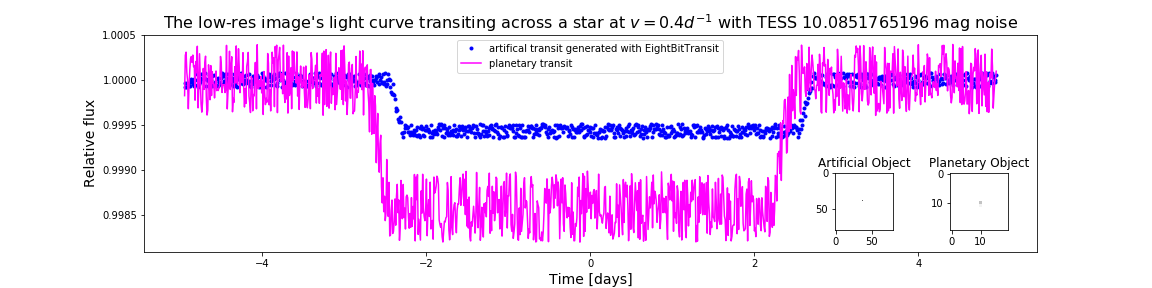 The low-res image's light curve transiting across a star at v = 0.4d⁻¹ with TESS 10.0851765196 mag noise
1.0005
1.0000
0.9995
0.9990
0.9985
Relative flux
artifical transit generated with EightBitTransit
planetary transit
Artificial Object
0
50
0
50
Planetary Object
0
10
0
10
−4
−2
0
2
4
Time [days]